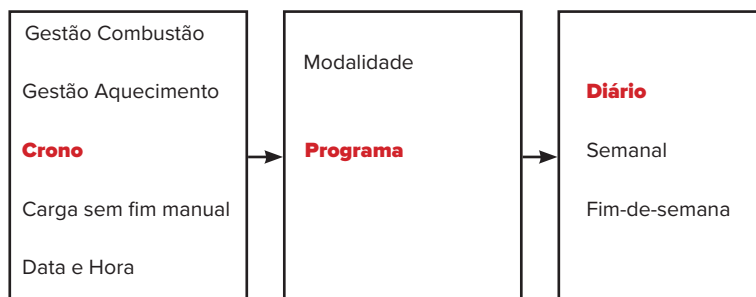 Gestão Combustão
Gestão Aquecimento
Crono
Carga sem fim manual
Data e Hora
Modalidade
Programa
Diário
Semanal
Fim-de-semana